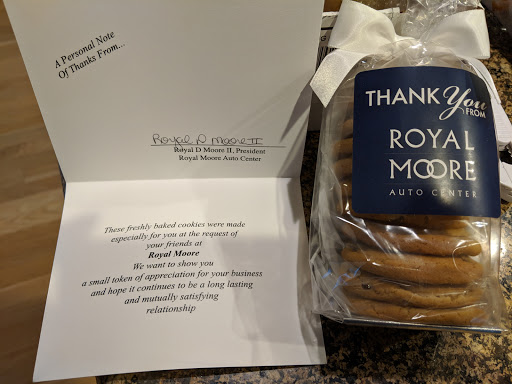 A Personal Note
Of Thanks From...
Royal D Moore II
Royal D Moore II, President
Royal Moore Auto Center
These freshly baked cookies were made
especially for you at the request of
your friends at
Royal Moore
We want to show you
a small token of appreciation for your business
and hope it continues to be a long lasting
and mutually satisfying
relationship
THANK You
FROM
ROYAL
MOORE
AUTO CENTER